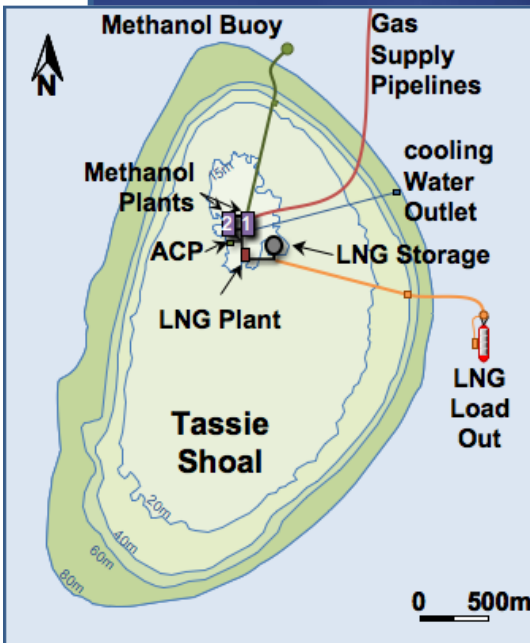 Methanol Buoy
Gas
Supply
Pipelines
N
cooling
Water
Outlet
15m
Methanol
Plants
2 1
ACP
LNG Storage
LNG Plant
LNG
Load
Out
Tassie
Shoal
20m
40m
60m
80m
0 500m